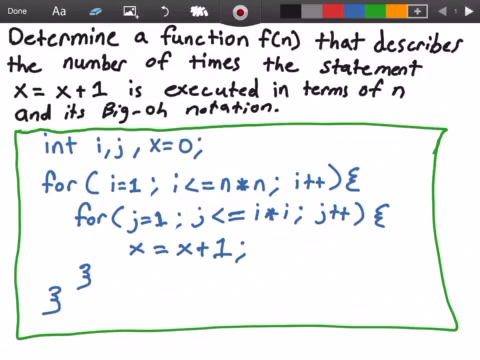 Done Aa T 1
Determine a function f(n) that describes
the number of times the statement
x = x+1 is executed in terms of n
and its Big-oh notation.
int i,j, x=0;
for( i=1; i<=n*n; i++){
for(j=1; j<=i*i; j++){
x = x+1;
}
}